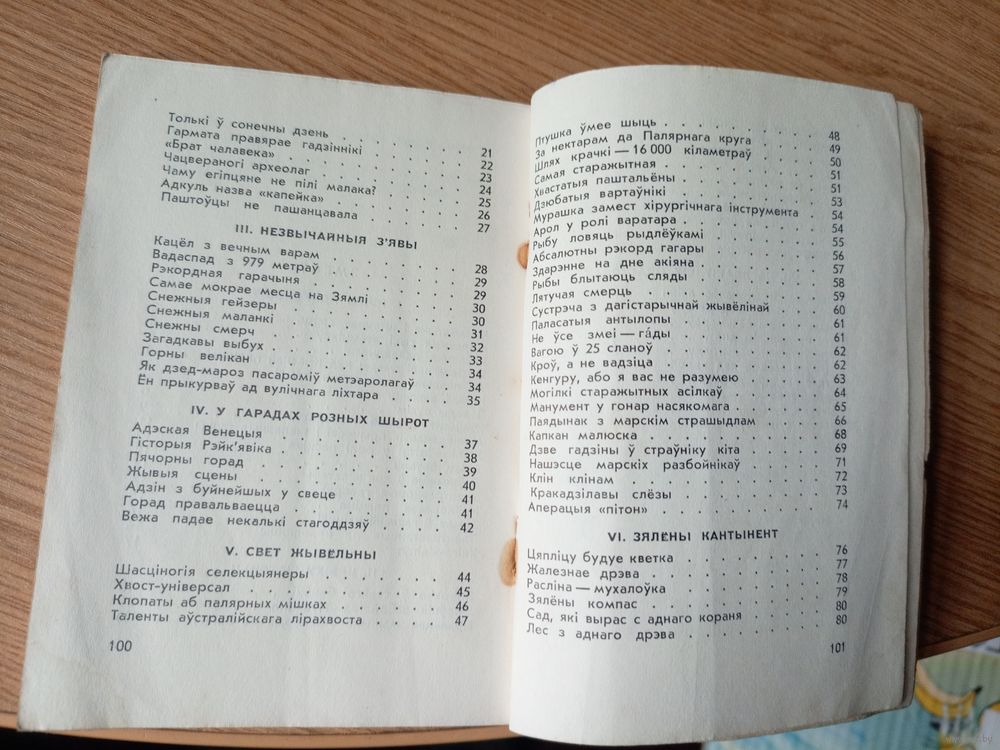 Толькі ў сонечны дзень . . . 21
Гармата правярае гадзіннікі . . . 22
«Брат чалавека» . . . 23
Чацвераногі археолаг . . . 24
Чаму егіпцяне не пілі малака? . . . 25
Адкуль назва «капейка» . . . 26
Паштоўцы не пашанцавала . . . 27
III. НЕЗВЫЧАЙНЫЯ З'ЯВЫ
Кацёл з вечным варам . . . 28
Вадаспад з 979 метраў . . . 29
Рэкордная гарачыня . . . 29
Самае мокрае месца на Зямлі . . . 30
Снежныя гейзеры . . . 30
Снежныя маланкі . . . 31
Снежны смерч . . . 32
Загадкавы выбух . . . 33
Горны велікан . . . 34
Як дзед-мароз пасароміў метэаролагаў . . . 34
Ён прыкурваў ад вулічнага ліхтара . . . 35
IV. У ГАРАДАХ РОЗНЫХ ШЫРОТ
Адэская Венецыя . . . 37
Гісторыя Рэйк'явіка . . . 38
Пячорны горад . . . 39
Жывыя сцены . . . 40
Адзін з буйнейшых у свеце . . . 41
Горад правальваецца . . . 41
Вежа падае некалькі стагоддзяў . . . 42
V. СВЕТ ЖЫВЁЛЬНЫ
Шасціногія селекцыянеры . . . 44
Хвост-універсал . . . 45
Клопаты аб палярных мішках . . . 46
Таленты аўстралійскага лірахвоста . . . 47
100
Птушка ўмее шыць . . . 48
За нектарам да Палярнага круга . . . 49
Шлях крачкі — 16 000 кіламетраў . . . 50
Самая старажытная . . . 51
Хвастатыя паштальёны . . . 51
Дзюбатыя вартаўнікі . . . 53
Мурашка замест хірургічнага інструмента . 54
Арол у ролі варатара . . . 54
Рыбу ловяць рыдлёўкамі . . . 55
Абсалютны рэкорд гагары . . . 56
Здарэнне на дне акіяна . . . 57
Рыбы блытаюць сляды . . . 58
Лятучая смерць . . . 59
Сустрэча з дагістарычнай жывёлінай . . . 60
Паласатыя антылопы . . . 61
Не ўсе змеі — га́ды . . . 61
Вагою ў 25 сланоў . . . 62
Кроў, а не вадзіца . . . 62
Кенгуру, або я вас не разумею . . . 63
Могілкі старажытных асілкаў . . . 64
Манумент у гонар насякомага . . . 65
Паядынак з марскім страшыдлам . . . 66
Капкан малюска . . . 68
Дзве гадзіны ў страўніку кіта . . . 69
Нашэсце марскіх разбойнікаў . . . 71
Клін клінам . . . 72
Кракадзілавы слёзы . . . 73
Аперацыя «пітон» . . . 74
VI. ЗЯЛЁНЫ КАНТЫНЕНТ
Цяпліцу будуе кветка . . . 76
Жалезнае дрэва . . . 77
Расліна — мухалоўка . . . 78
Зялёны компас . . . 79
Сад, які вырас с аднаго кораня . . . 80
Лес з аднаго дрэва . . . 80
101